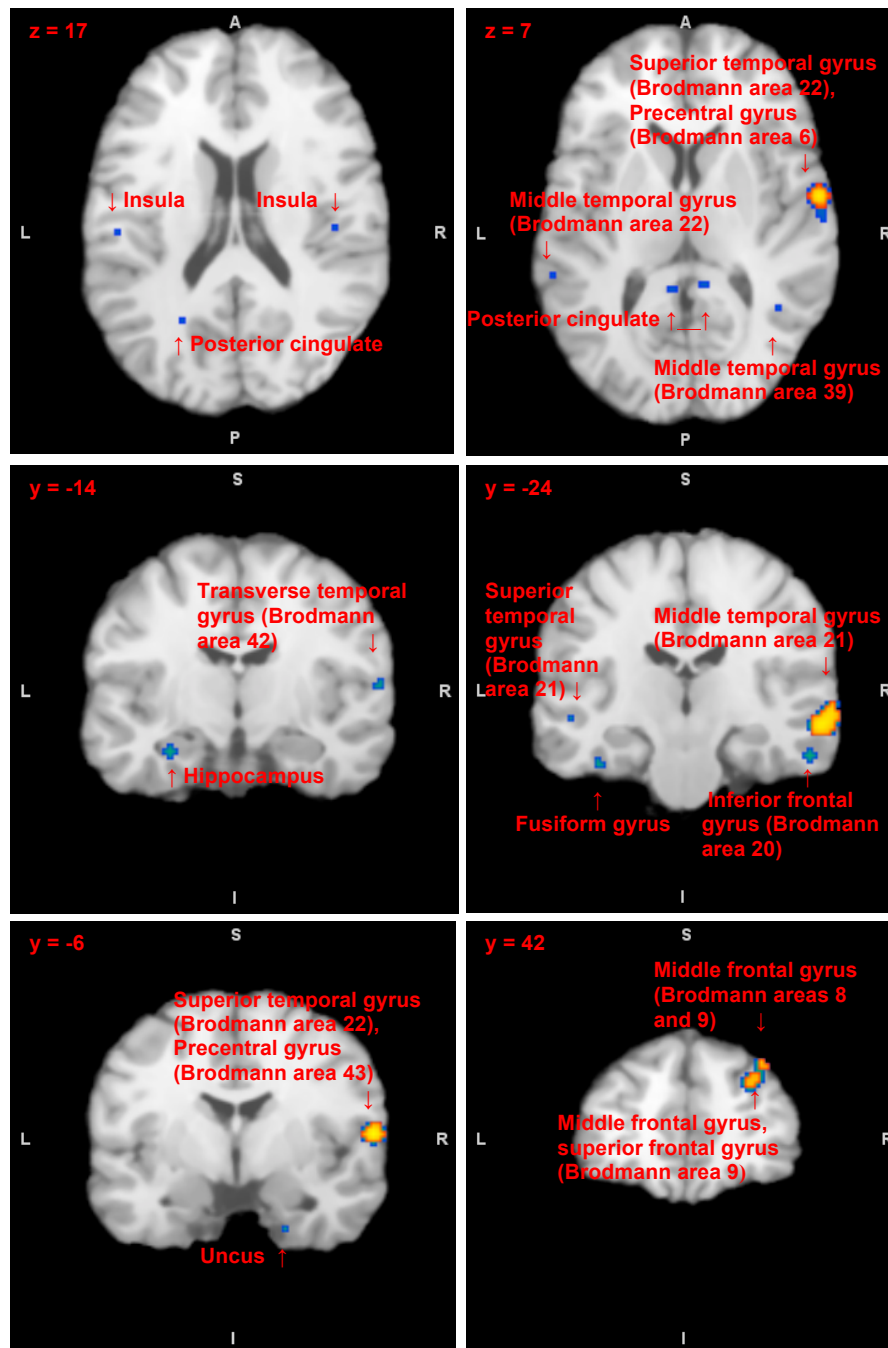 z = 17
A
↓ Insula
Insula ↓
L
R
↑ Posterior cingulate
P
z = 7
A
Superior temporal gyrus
(Brodmann area 22),
Precentral gyrus
(Brodmann area 6)
↓
Middle temporal gyrus
(Brodmann area 22)
↓
L
R
Posterior cingulate ↑__↑
↑
Middle temporal gyrus
(Brodmann area 39)
P
y = -14
S
Transverse temporal
gyrus (Brodmann
area 42)
↓
L
R
↑ Hippocampus
I
y = -24
S
Superior
temporal
gyrus
(Brodmann
area 21) ↓
Middle temporal gyrus
(Brodmann area 21)
↓
L
R
↑
Fusiform gyrus
↑
Inferior frontal
gyrus (Brodmann
area 20)
I
y = -6
S
Superior temporal gyrus
(Brodmann area 22),
Precentral gyrus
(Brodmann area 43)
↓
L
R
Uncus ↑
I
y = 42
S
Middle frontal gyrus
(Brodmann areas 8
and 9) ↓
↑
Middle frontal gyrus,
superior frontal gyrus
(Brodmann area 9)
L
R
I